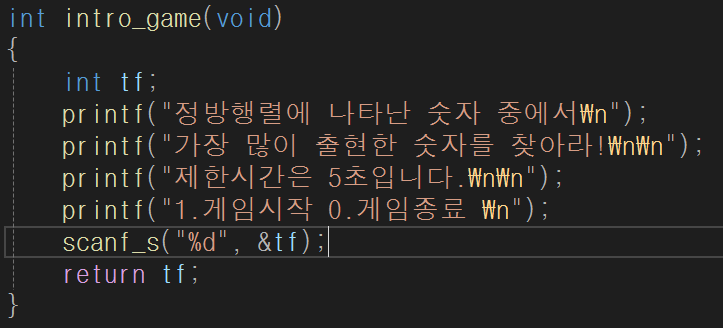 int intro_game(void)
{
int tf;
printf("정방행렬에 나타난 숫자 중에서₩n");
printf("가장 많이 출현한 숫자를 찾아라!₩n₩n");
printf("제한시간은 5초입니다.₩n₩n");
printf("1.게임시작 0.게임종료 ₩n");
scanf_s("%d", &tf);
return tf;
}